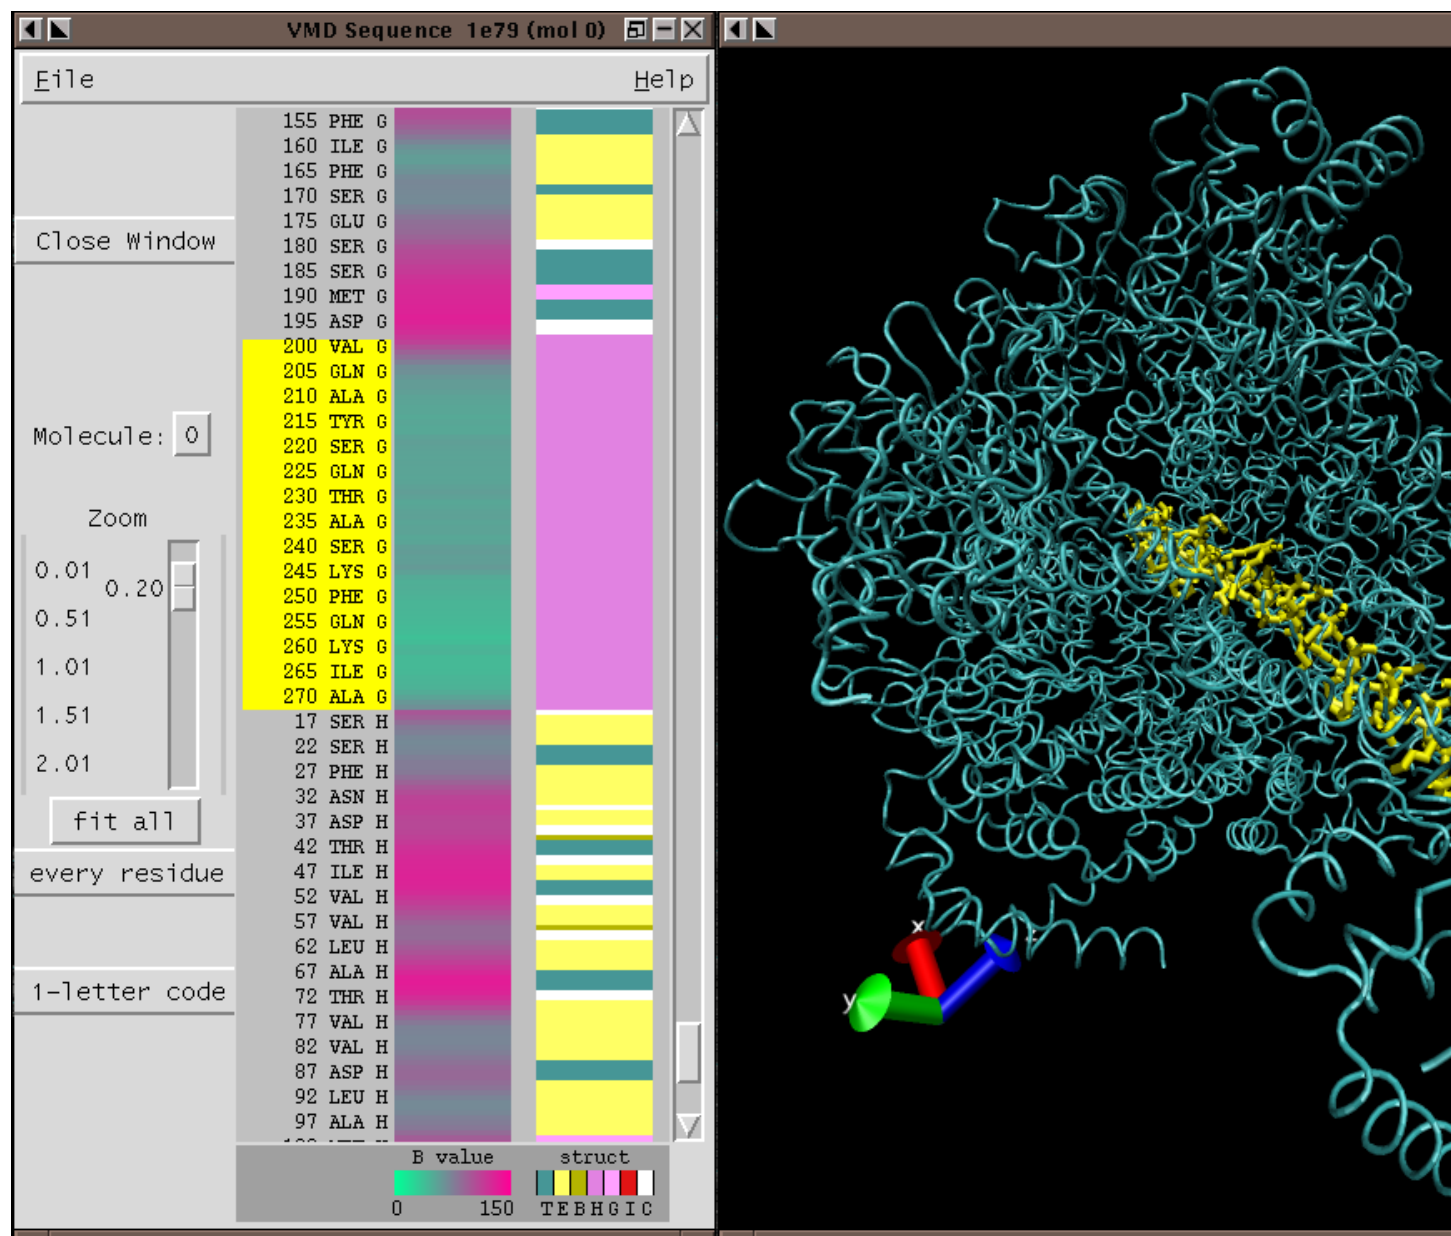 VMD Sequence 1e79 (mol 0)
File
Help
155 PHE G
160 ILE G
165 PHE G
170 SER G
175 GLU G
180 SER G
185 SER G
190 MET G
195 ASP G
200 VAL G
205 GLN G
210 ALA G
215 TYR G
220 SER G
225 GLN G
230 THR G
235 ALA G
240 SER G
245 LYS G
250 PHE G
255 GLN G
260 LYS G
265 ILE G
270 ALA G
17 SER H
22 SER H
27 PHE H
32 ASN H
37 ASP H
42 THR H
47 ILE H
52 VAL H
57 VAL H
62 LEU H
67 ALA H
72 THR H
77 VAL H
82 VAL H
87 ASP H
92 LEU H
97 ALA H
Close Window
Molecule: 0
Zoom
0.01
0.20
0.51
1.01
1.51
2.01
fit all
every residue
1-letter code
B value
0 150
struct
T E B H G I C
x
y